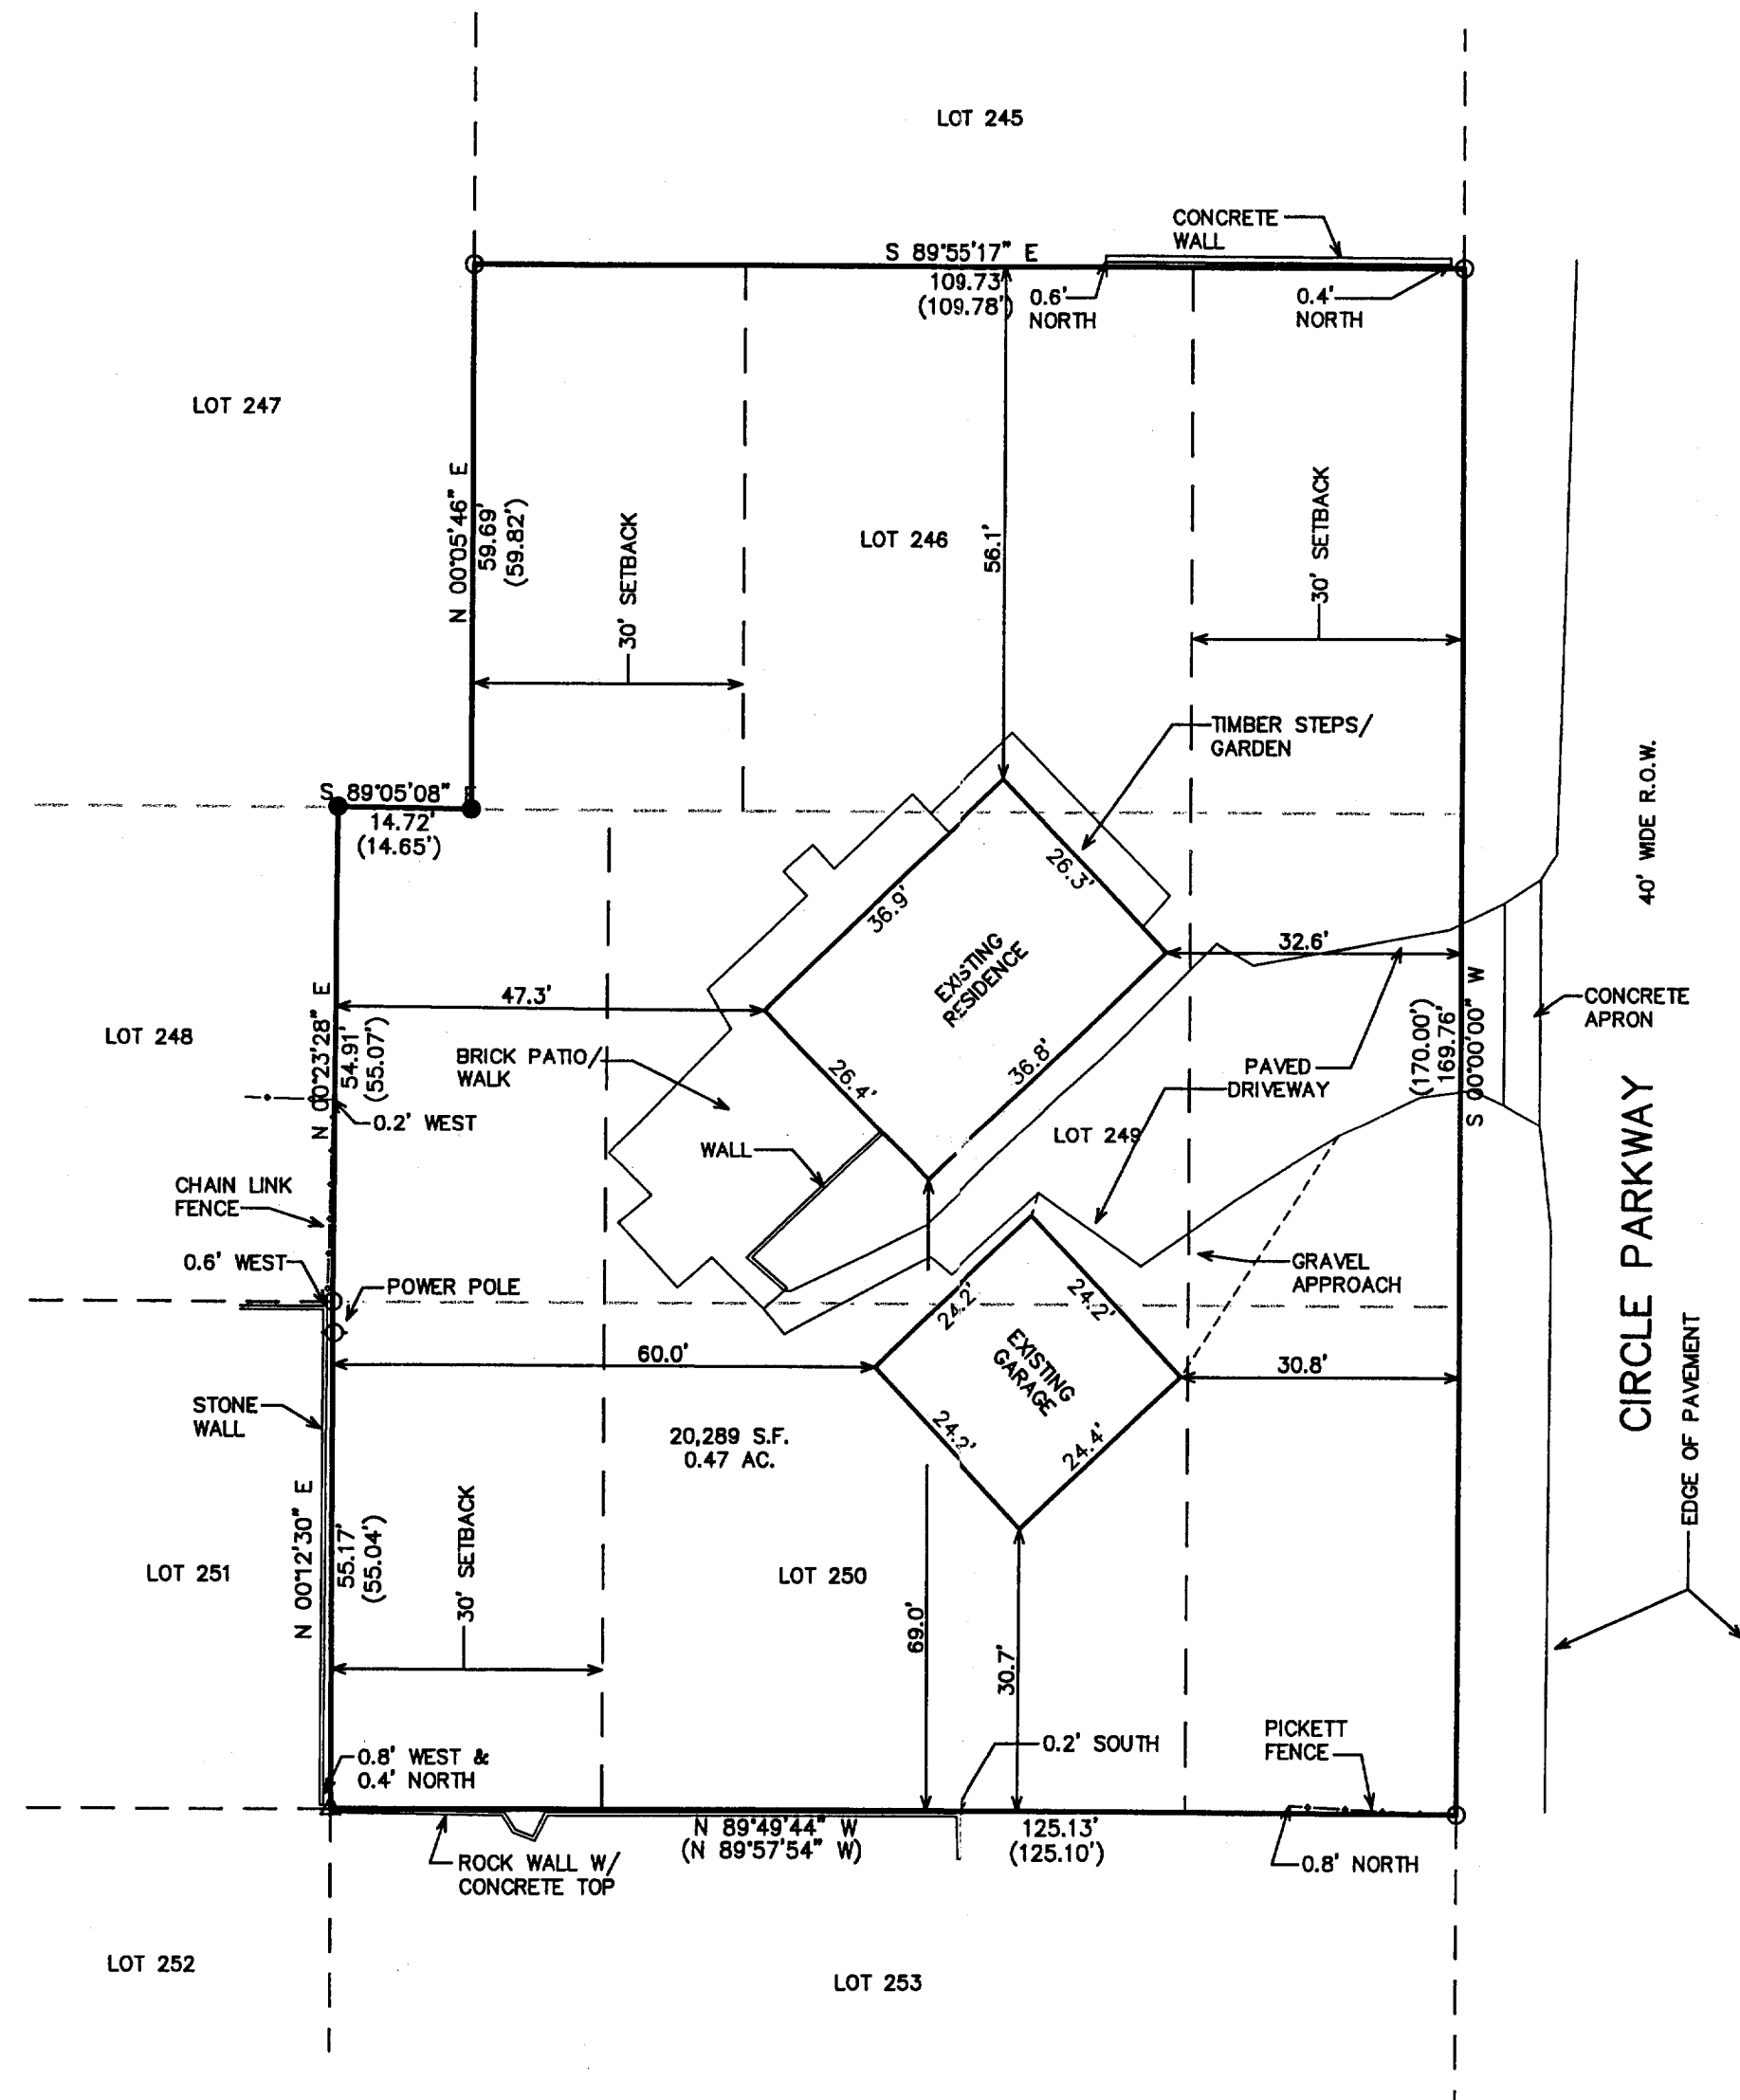 LOT 245
CONCRETE
WALL
S 89°55'17" E
109.73'
(109.78')
0.6'
NORTH
0.4'
NORTH
LOT 247
N 00°05'46" E
59.69'
(59.82')
30' SETBACK
LOT 246
56.1'
30' SETBACK
TIMBER STEPS/
GARDEN
40' WIDE R.O.W.
S 89°05'08" E
14.72'
(14.65')
26.3'
36.9'
EXISTING
RESIDENCE
32.6'
47.3'
LOT 248
N 00°23'28" E
54.91'
(55.07')
BRICK PATIO/
WALK
26.4'
36.8'
PAVED
DRIVEWAY
(170.00')
169.76'
S 00°00'00" W
CONCRETE
APRON
0.2' WEST
WALL
LOT 249
CHAIN LINK
FENCE
0.6' WEST
POWER POLE
GRAVEL
APPROACH
CIRCLE PARKWAY
24.2'
24.2'
EXISTING
GARAGE
60.0'
30.8'
STONE
WALL
20,289 S.F.
0.47 AC.
24.2'
24.4'
EDGE OF PAVEMENT
N 00°12'30" E
55.17'
(55.04')
30' SETBACK
LOT 251
LOT 250
69.0'
30.7'
0.8' WEST &
0.4' NORTH
0.2' SOUTH
PICKETT
FENCE
N 89°49'44" W
(N 89°57'54" W)
125.13'
(125.10')
ROCK WALL W/
CONCRETE TOP
0.8' NORTH
LOT 252
LOT 253